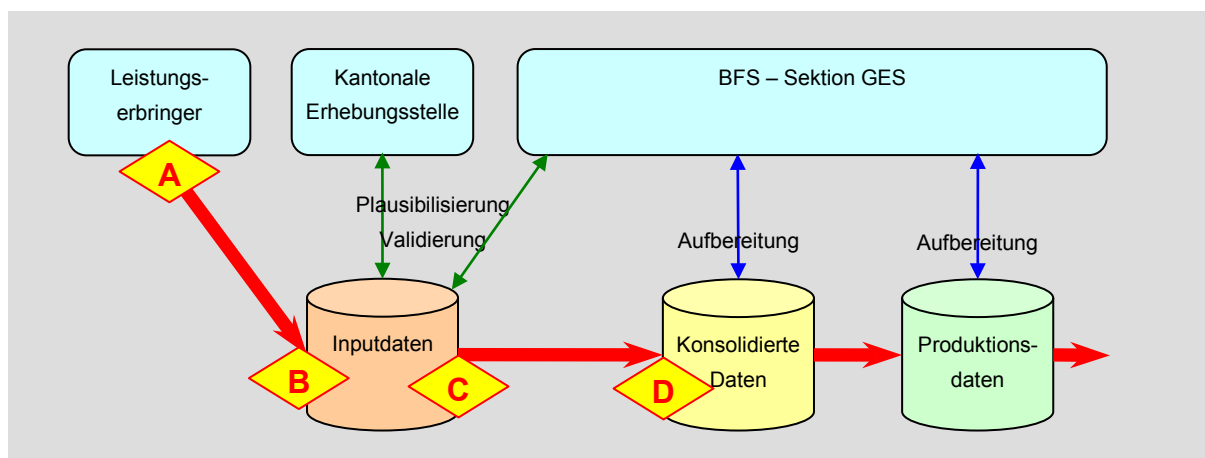 Leistungs-
erbringer
Kantonale
Erhebungsstelle
BFS – Sektion GES
A
Plausibilisierung
Validierung
Aufbereitung
Aufbereitung
Inputdaten
Konsolidierte
Daten
Produktions-
daten
B
C
D